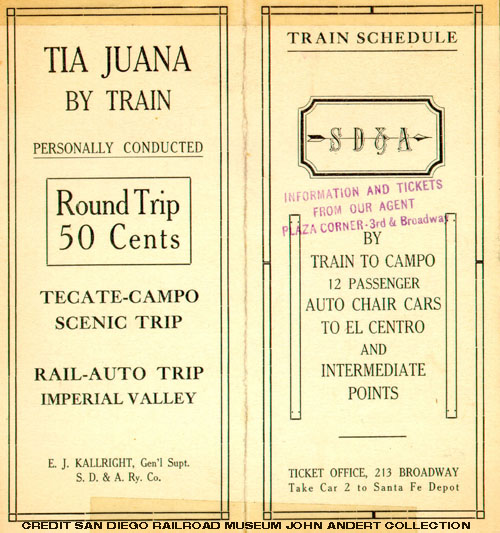 TIA JUANA
BY TRAIN
PERSONALLY CONDUCTED
Round Trip
50 Cents
TECATE-CAMPO
SCENIC TRIP
RAIL-AUTO TRIP
IMPERIAL VALLEY
E. J. KALLRIGHT, Gen'l Supt.
S. D. & A. Ry. Co.
TRAIN SCHEDULE
SD&A
INFORMATION AND TICKETS
FROM OUR AGENT
PLAZA CORNER-3rd & Broadway
BY
TRAIN TO CAMPO
12 PASSENGER
AUTO CHAIR CARS
TO EL CENTRO
AND
INTERMEDIATE
POINTS
TICKET OFFICE, 213 BROADWAY
Take Car 2 to Santa Fe Depot
CREDIT SAN DIEGO RAILROAD MUSEUM JOHN ANDERT COLLECTION